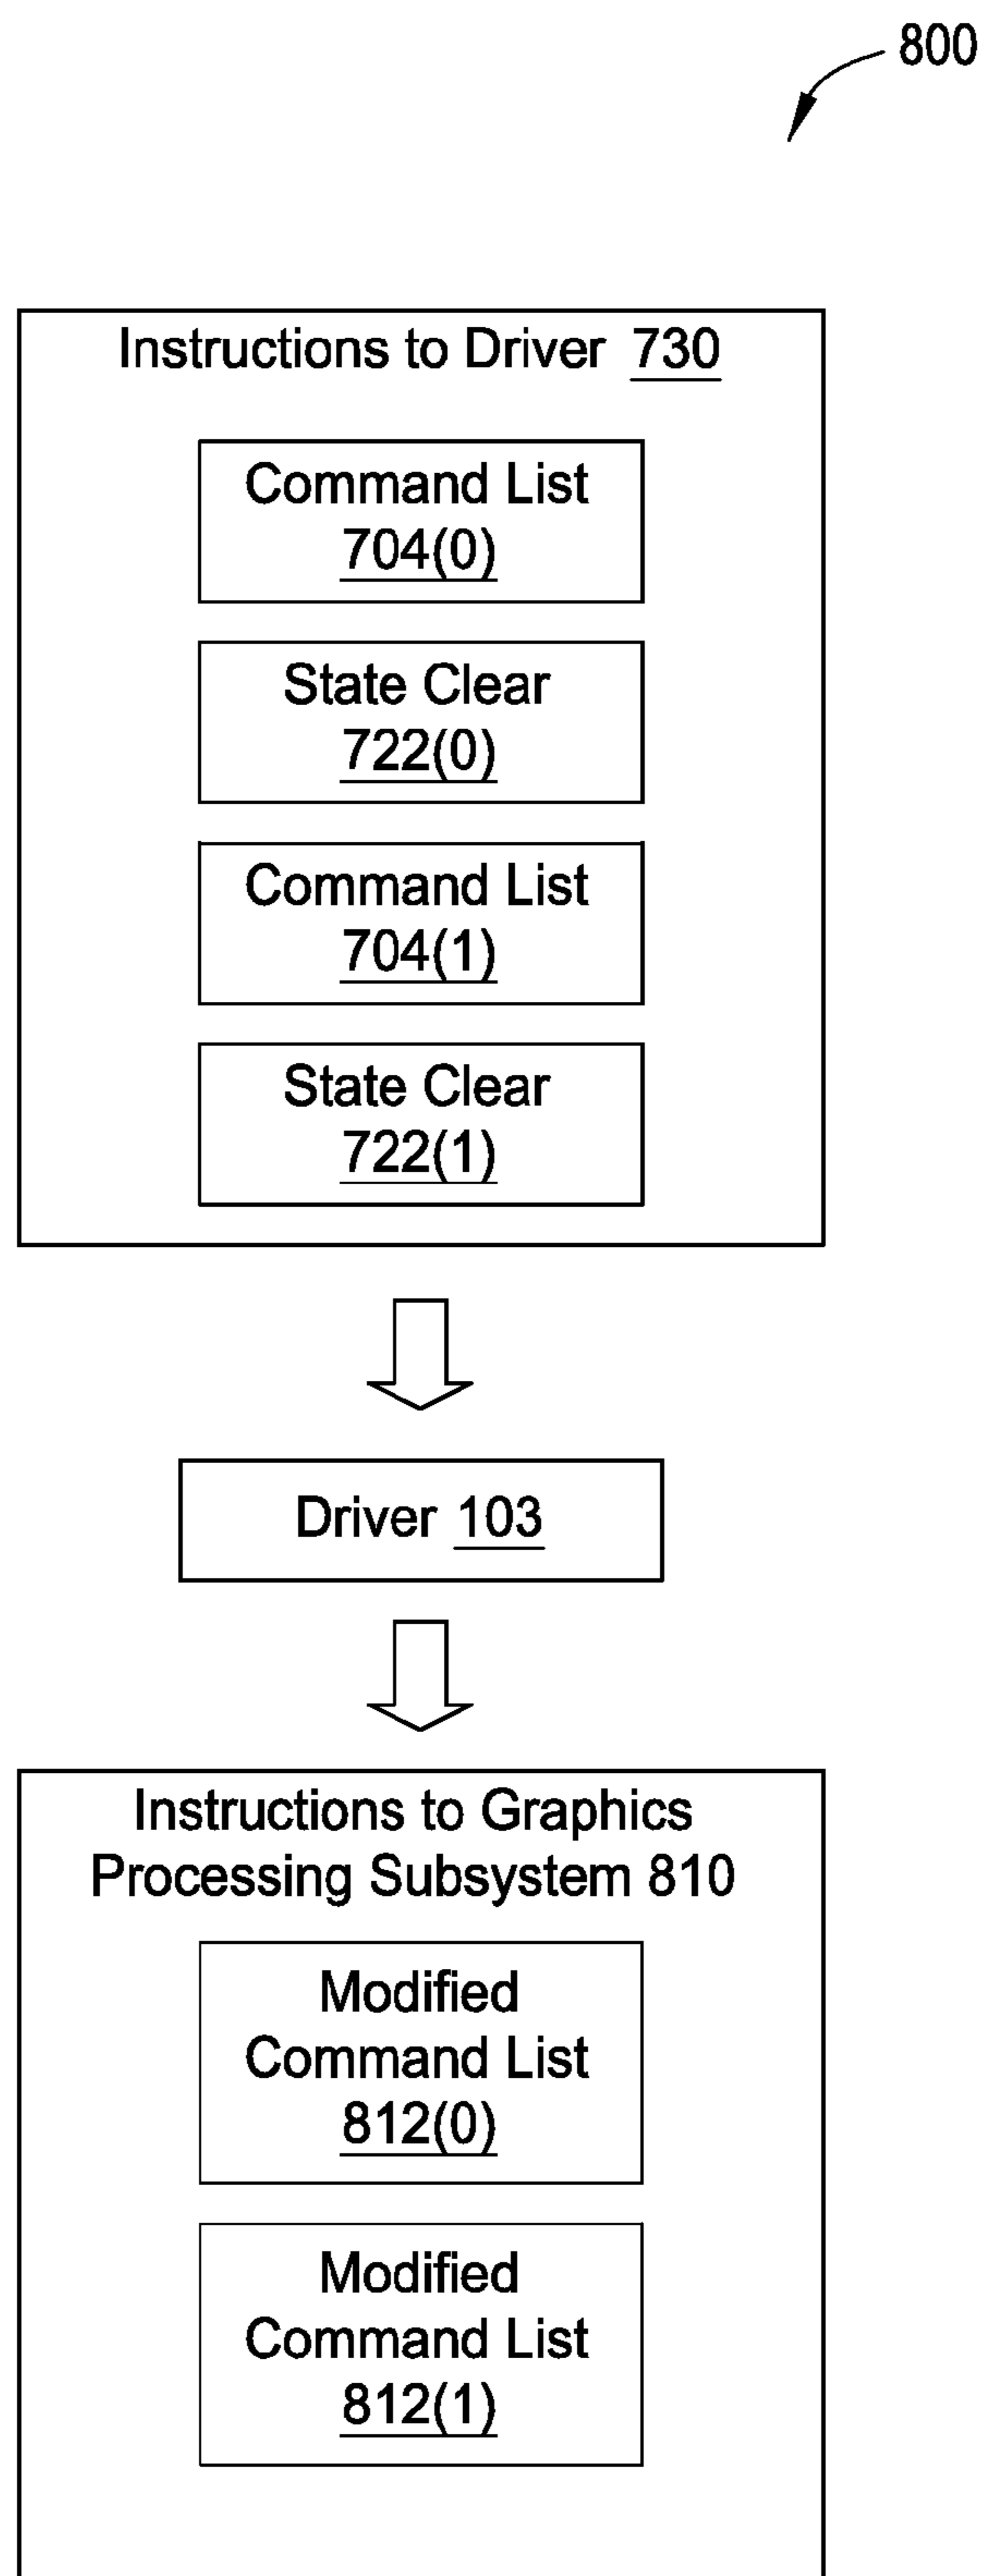 800
Instructions to Driver 730
Command List
704(0)
State Clear
722(0)
Command List
704(1)
State Clear
722(1)
Driver 103
Instructions to Graphics
Processing Subsystem 810
Modified
Command List
812(0)
Modified
Command List
812(1)